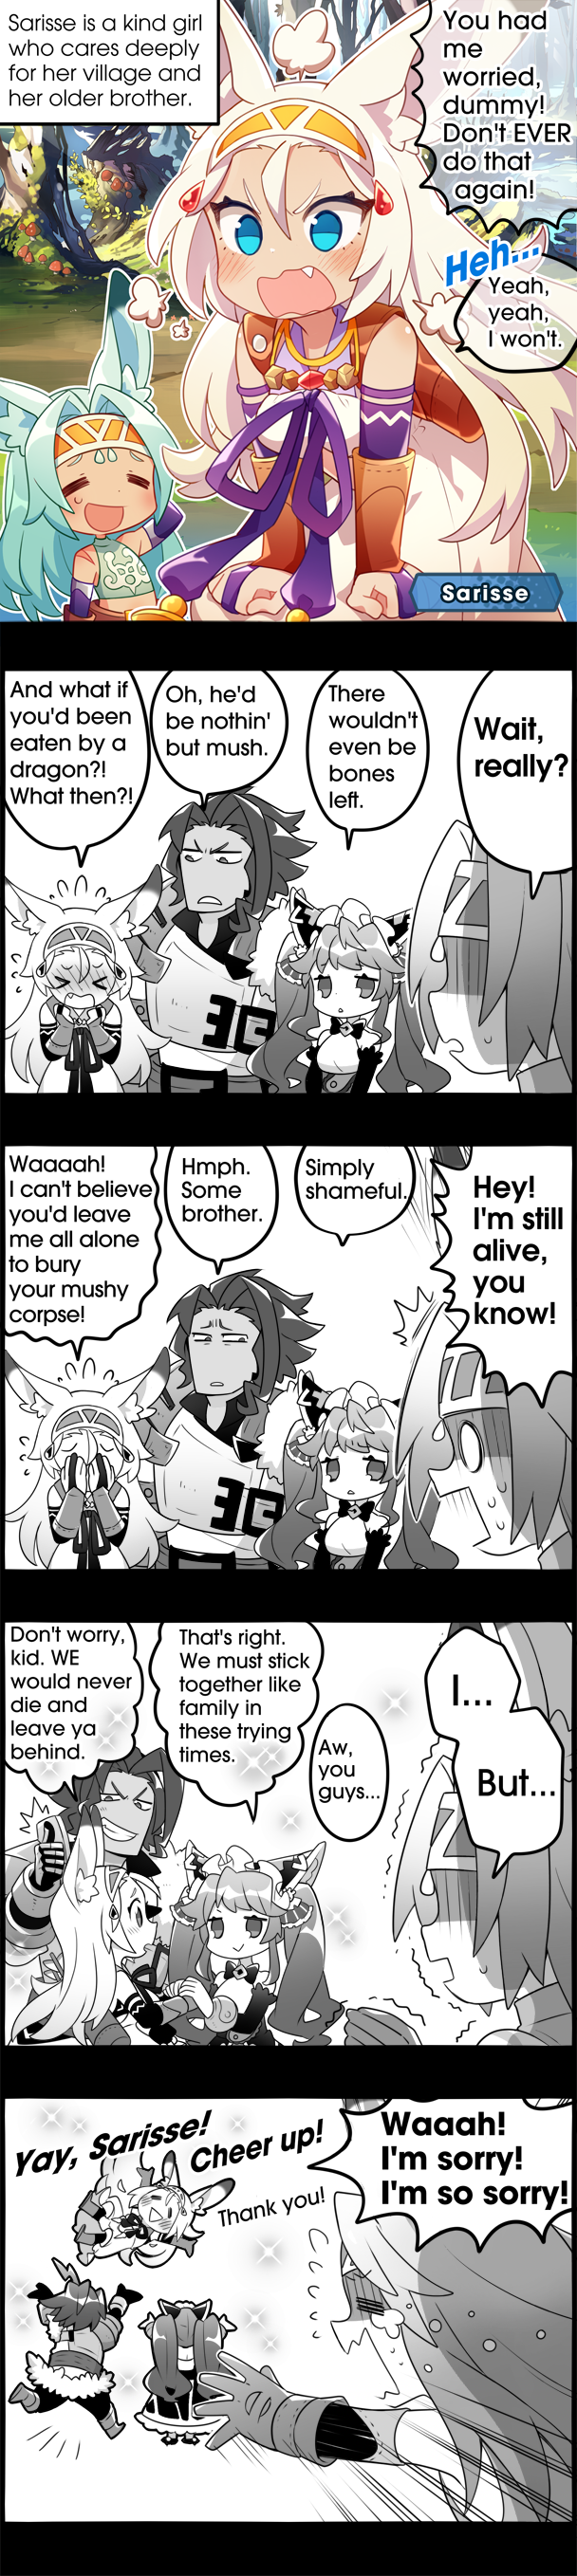 Sarisse is a kind girl
who cares deeply
for her village and
her older brother.
You had
me
worried,
dummy!
Don't EVER
do that
again!
Heh...
Yeah,
yeah,
I won't.
Sarisse
And what if
you'd been
eaten by a
dragon?!
What then?!
Oh, he'd
be nothin'
but mush.
There
wouldn't
even be
bones
left.
Wait,
really?
Waaaah!
I can't believe
you'd leave
me all alone
to bury
your mushy
corpse!
Hmph.
Some
brother.
Simply
shameful.
Hey!
I'm still
alive,
you
know!
Don't worry,
kid. WE
would never
die and
leave ya
behind.
That's right.
We must stick
together like
family in
these trying
times.
Aw,
you
guys...
I...
But...
Yay, Sarisse!
Cheer up!
Thank you!
Waaah!
I'm sorry!
I'm so sorry!